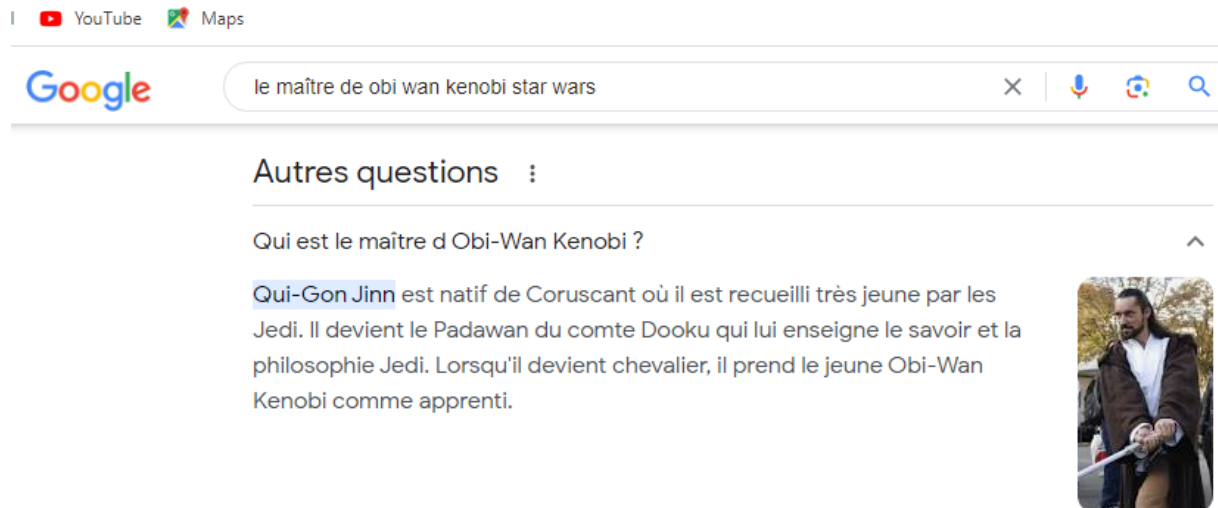 YouTube Maps
Google le maître de obi wan kenobi star wars
Autres questions
Qui est le maître d Obi-Wan Kenobi ?
Qui-Gon Jinn est natif de Coruscant où il est recueilli très jeune par les
Jedi. Il devient le Padawan du comte Dooku qui lui enseigne le savoir et la
philosophie Jedi. Lorsqu'il devient chevalier, il prend le jeune Obi-Wan
Kenobi comme apprenti.